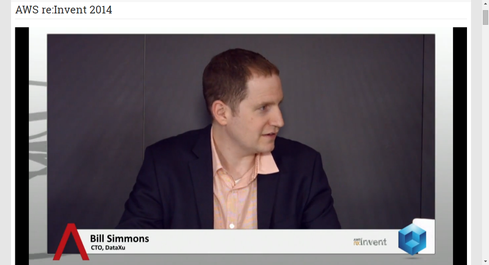 AWS re:Invent 2014
Bill Simmons
CTO, DataXu
re:Invent